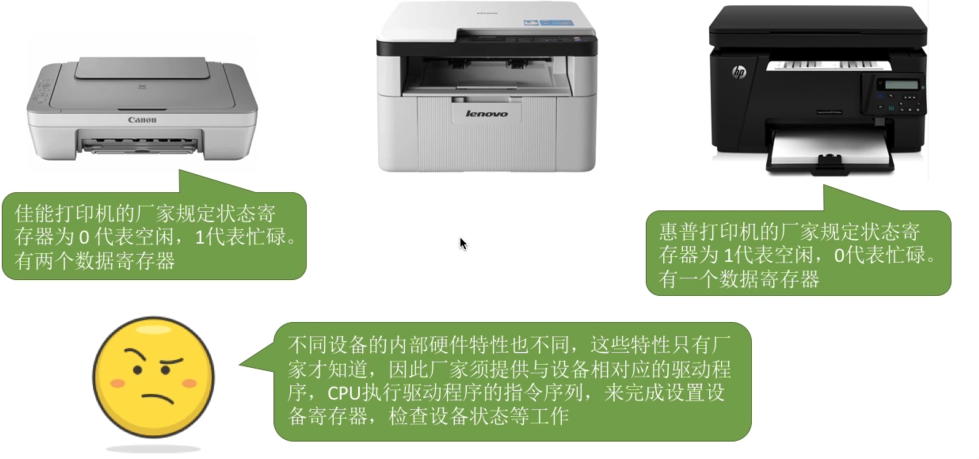 Canon
lenovo
hp
佳能打印机的厂家规定状态寄
存器为 0 代表空闲，1代表忙碌。
有两个数据寄存器
惠普打印机的厂家规定状态寄
存器为 1代表空闲，0代表忙碌。
有一个数据寄存器
不同设备的内部硬件特性也不同，这些特性只有厂
家才知道，因此厂家须提供与设备相对应的驱动程
序，CPU执行驱动程序的指令序列，来完成设置设
备寄存器，检查设备状态等工作